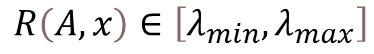 R(A, x) ∈ [λ_min, λ_max]